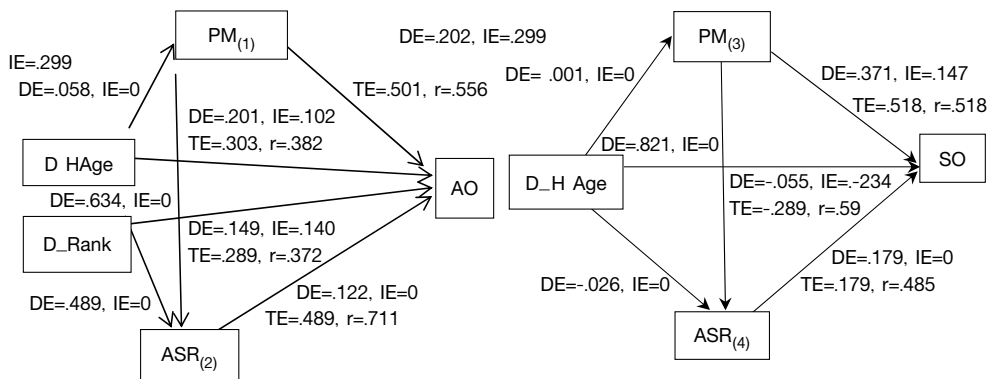 PM(1)
DE=.202, IE=.299
IE=.299
DE=.058, IE=0
TE=.501, r=.556
DE=.201, IE=.102
TE=.303, r=.382
D HAge
DE=.634, IE=0
AO
D_Rank
DE=.149, IE=.140
TE=.289, r=.372
DE=.489, IE=0
DE=.122, IE=0
TE=.489, r=.711
ASR(2)
PM(3)
DE= .001, IE=0
DE=.371, IE=.147
TE=.518, r=.518
DE=.821, IE=0
SO
D_H Age
DE=-.055, IE=.-234
TE=-.289, r=.59
DE=.179, IE=0
TE=.179, r=.485
DE=-.026, IE=0
ASR(4)